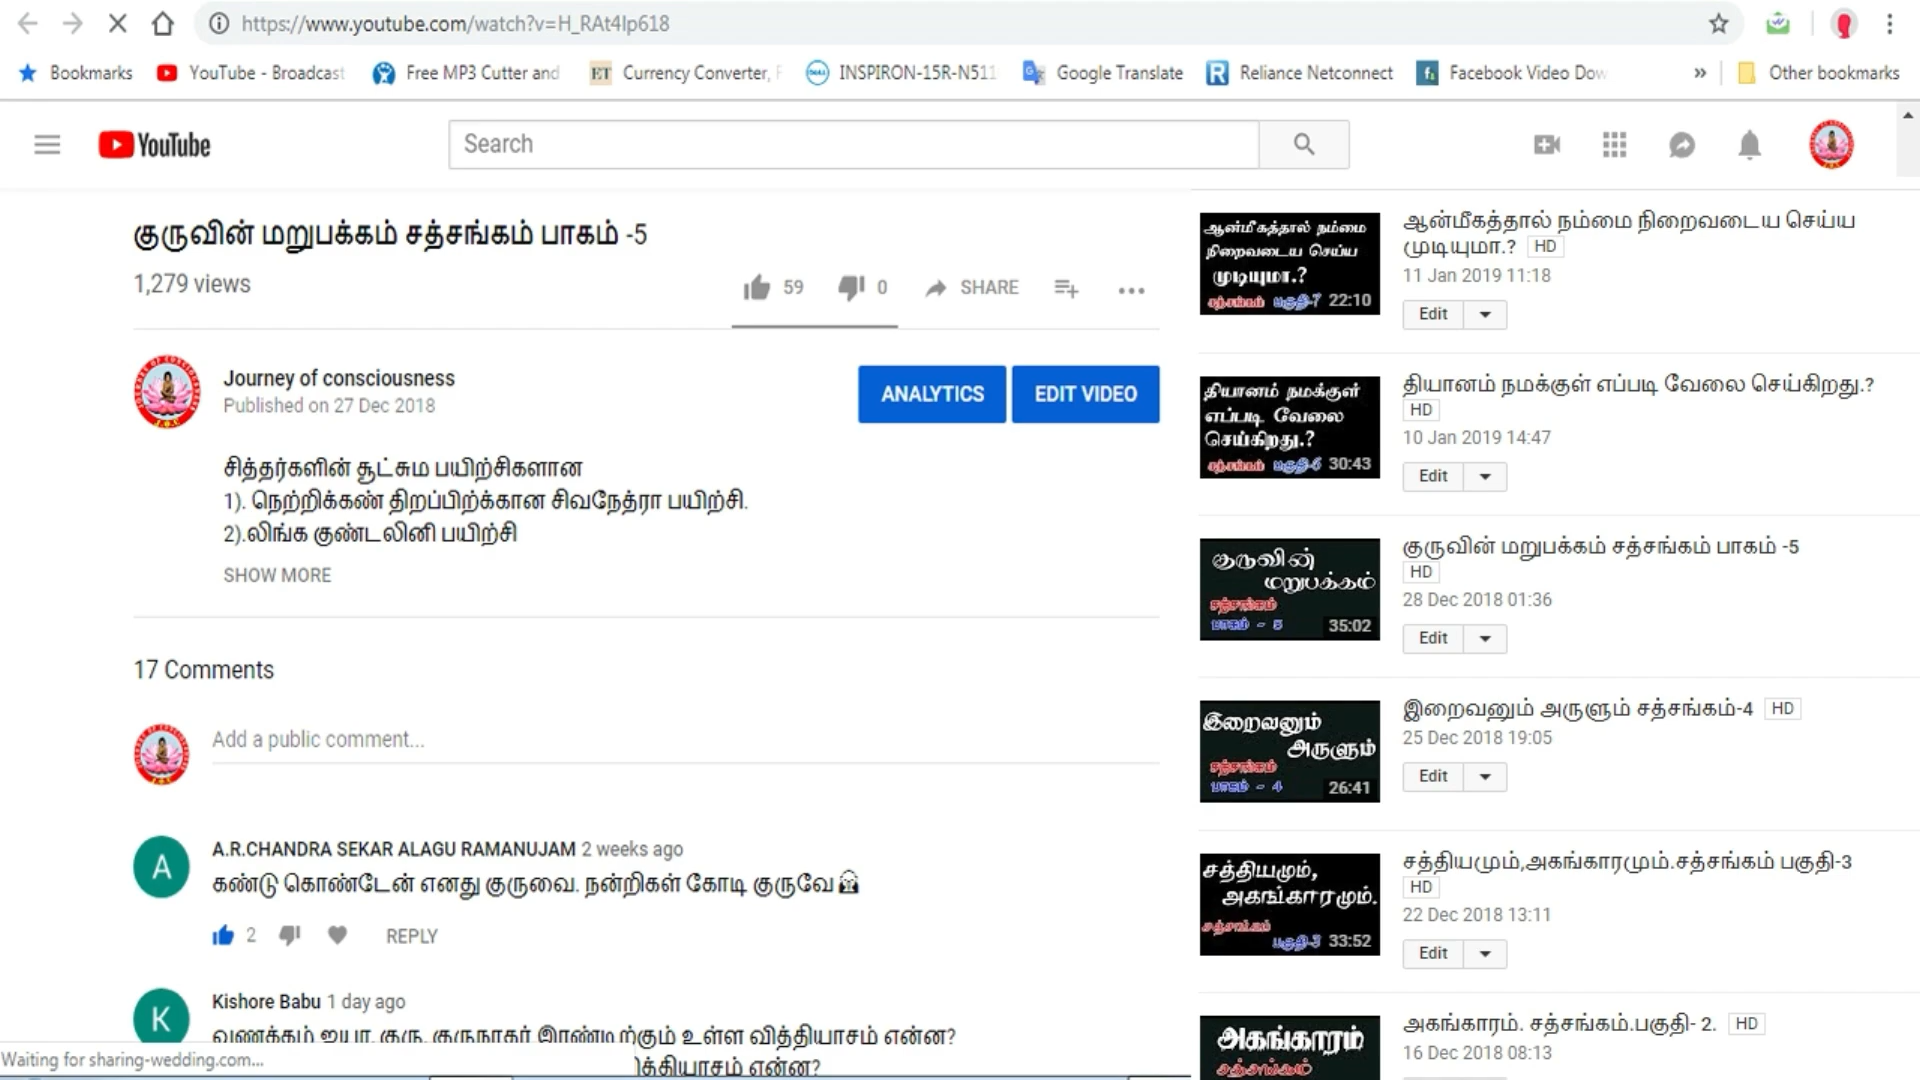 https://www.youtube.com/watch?v=H_RAt4Ip618
Bookmarks
YouTube - Broadcast
Free MP3 Cutter and
Currency Converter,
INSPIRON-15R-N511
Google Translate
Reliance Netconnect
Facebook Video Dow
Other bookmarks
YouTube
Search
குருவின் மறுபக்கம் சத்சங்கம் பாகம் -5
1,279 views
59
0
SHARE
Journey of consciousness
Published on 27 Dec 2018
ANALYTICS
EDIT VIDEO
சித்தர்களின் சூட்சும பயிற்சிகளான
1). நெற்றிக்கண் திறப்பிற்க்கான சிவநேத்ரா பயிற்சி.
2).லிங்க குண்டலினி பயிற்சி
SHOW MORE
17 Comments
Add a public comment...
A
A.R.CHANDRA SEKAR ALAGU RAMANUJAM 2 weeks ago
கண்டு கொண்டேன் எனது குருவை. நன்றிகள் கோடி குருவே
2
REPLY
K
Kishore Babu 1 day ago
வணக்கம் ஐயா. குரு, குருநாதர் இரண்டிற்கும் உள்ள வித்தியாசம் என்ன?
வித்தியாசம் என்ன?
Waiting for sharing-wedding.com...
ஆன்மீகத்தால் நம்மை
நிறைவடைய செய்ய
முடியுமா.?
சத்சங்கம் பகுதி-7 22:10
ஆன்மீகத்தால் நம்மை நிறைவடைய செய்ய
முடியுமா.? HD
11 Jan 2019 11:18
Edit
தியானம் நமக்குள்
எப்படி வேலை
செய்கிறது.?
சத்சங்கம் பகுதி-6 30:43
தியானம் நமக்குள் எப்படி வேலை செய்கிறது.?
HD
10 Jan 2019 14:47
Edit
குருவின்
மறுபக்கம்
சத்சங்கம்
பாகம் - 5 35:02
குருவின் மறுபக்கம் சத்சங்கம் பாகம் -5
HD
28 Dec 2018 01:36
Edit
இறைவனும்
அருளும்
சத்சங்கம்
பாகம் - 4 26:41
இறைவனும் அருளும் சத்சங்கம்-4 HD
25 Dec 2018 19:05
Edit
சத்தியமும்,
அகங்காரமும்.
சத்சங்கம்
பகுதி-3 33:52
சத்தியமும்,அகங்காரமும்.சத்சங்கம் பகுதி-3
HD
22 Dec 2018 13:11
Edit
அகங்காரம்
சத்சங்கம்
அகங்காரம். சத்சங்கம்.பகுதி- 2. HD
16 Dec 2018 08:13